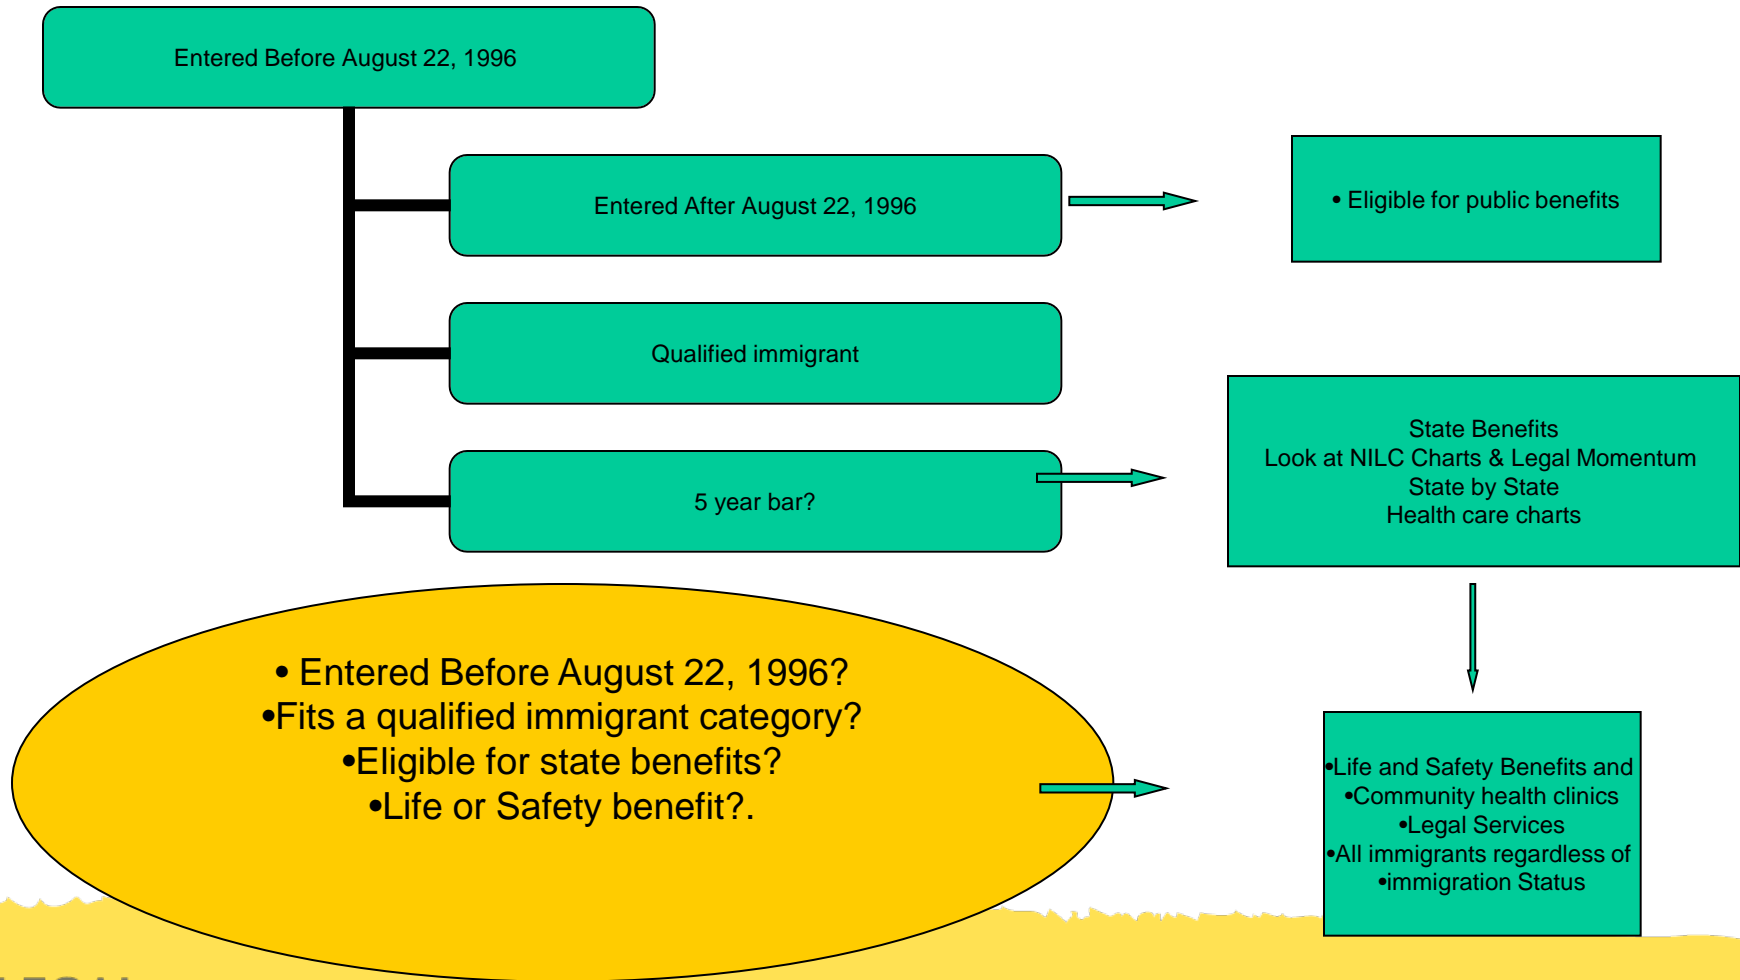 Entered Before August 22, 1996
Entered After August 22, 1996
• Eligible for public benefits
Qualified immigrant
5 year bar?
State Benefits
Look at NILC Charts & Legal Momentum
State by State
Health care charts
• Entered Before August 22, 1996?
•Fits a qualified immigrant category?
•Eligible for state benefits?
•Life or Safety benefit?.
•Life and Safety Benefits and
•Community health clinics
•Legal Services
•All immigrants regardless of
•immigration Status